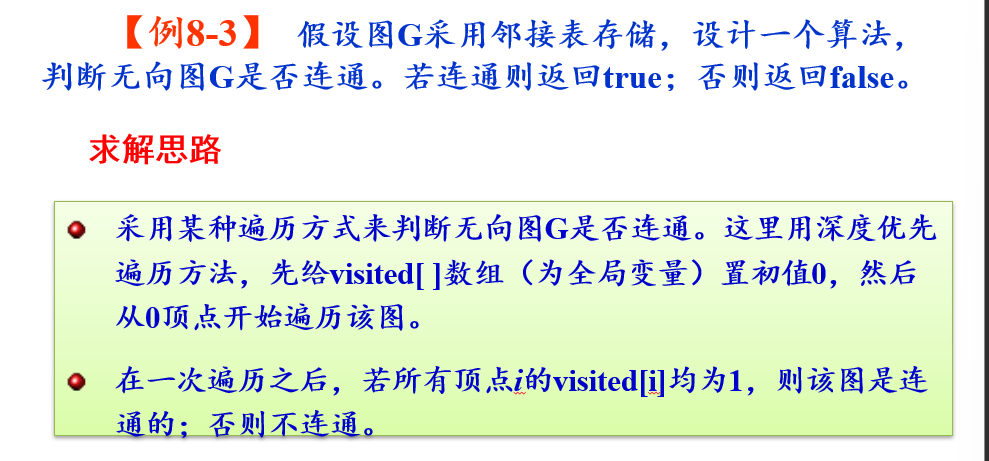 【例8-3】 假设图G采用邻接表存储，设计一个算法，
判断无向图G是否连通。若连通则返回true；否则返回false。
求解思路
采用某种遍历方式来判断无向图G是否连通。这里用深度优先
遍历方法，先给visited[ ]数组（为全局变量）置初值0，然后
从0顶点开始遍历该图。
在一次遍历之后，若所有顶点i的visited[i]均为1，则该图是连
通的；否则不连通。